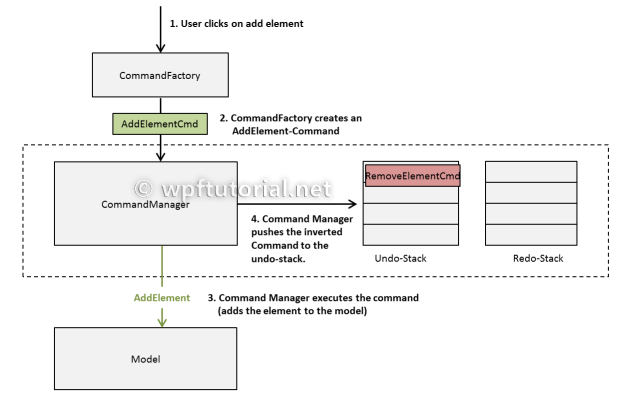 1. User clicks on add element
CommandFactory
AddElementCmd
2. CommandFactory creates an
AddElement-Command
CommandManager
© wpftutorial.net
RemoveElementCmd
4. Command Manager
pushes the inverted
Command to the
undo-stack.
Undo-Stack
Redo-Stack
AddElement
3. Command Manager executes the command
(adds the element to the model)
Model